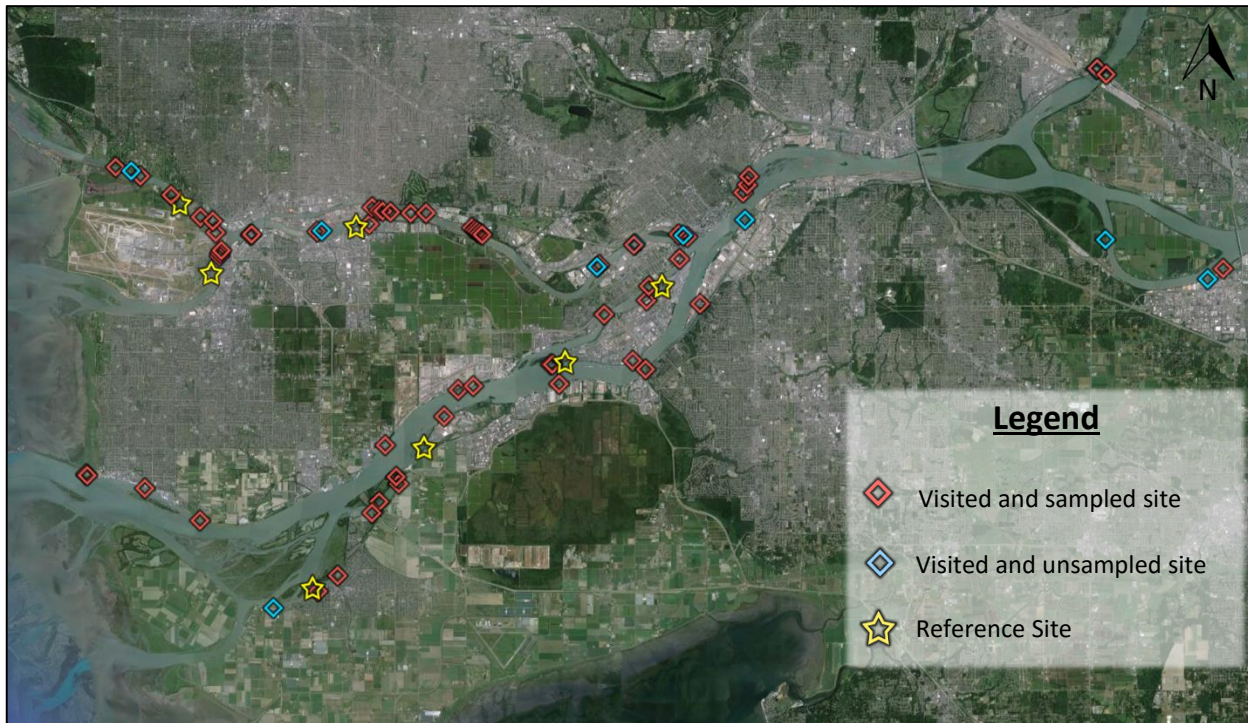 N
Legend
Visited and sampled site
Visited and unsampled site
Reference Site